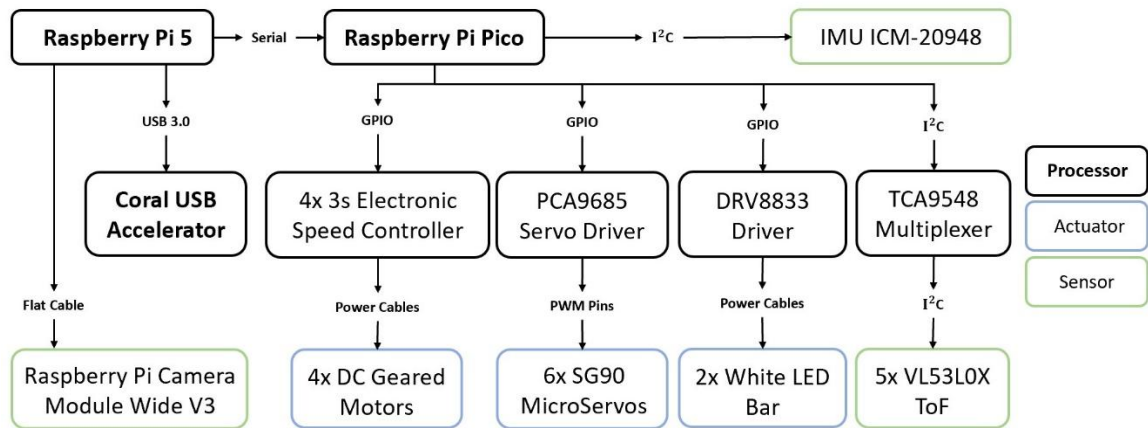 Raspberry Pi 5
Serial
Raspberry Pi Pico
I²C
IMU ICM-20948
USB 3.0
GPIO
GPIO
GPIO
I²C
Coral USB
Accelerator
4x 3s Electronic
Speed Controller
PCA9685
Servo Driver
DRV8833
Driver
TCA9548
Multiplexer
Processor
Actuator
Sensor
Flat Cable
Power Cables
PWM Pins
Power Cables
I²C
Raspberry Pi Camera
Module Wide V3
4x DC Geared
Motors
6x SG90
MicroServos
2x White LED
Bar
5x VL53L0X
ToF